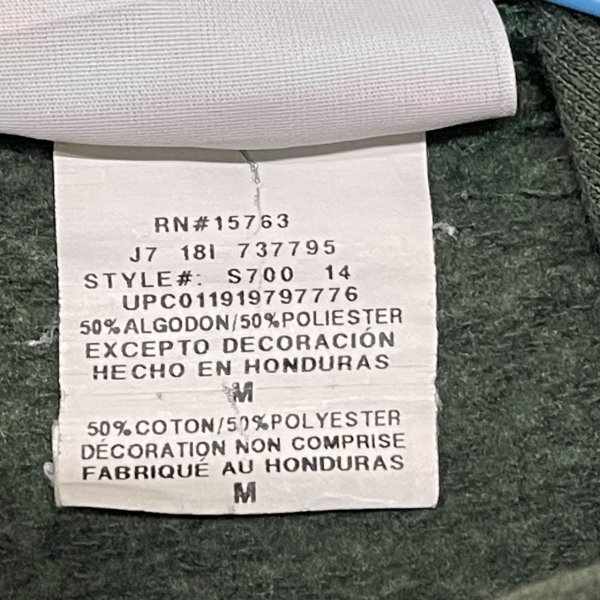 RN#15763
J7 18I 737795
STYLE#: S700 14
UPC011919797776
50%ALGODON/50%POLIESTER
EXCEPTO DECORACIÓN
HECHO EN HONDURAS
M
50%COTON/50%POLYESTER
DÉCORATION NON COMPRISE
FABRIQUÉ AU HONDURAS
M